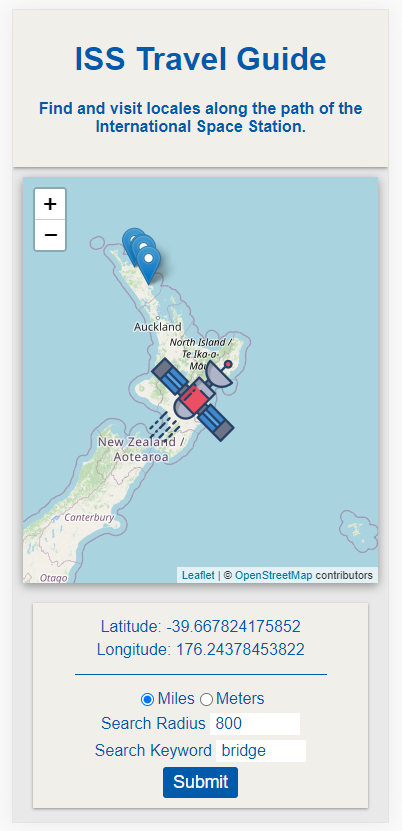 ISS Travel Guide
Find and visit locales along the path of the
International Space Station.
+
−
Auckland
North Island /
Te Ika-a-
New Zealand /
Aotearoa
Canterbury
Otago
Leaflet | © OpenStreetMap contributors
Latitude: -39.667824175852
Longitude: 176.24378453822
Miles Meters
Search Radius 800
Search Keyword bridge
Submit